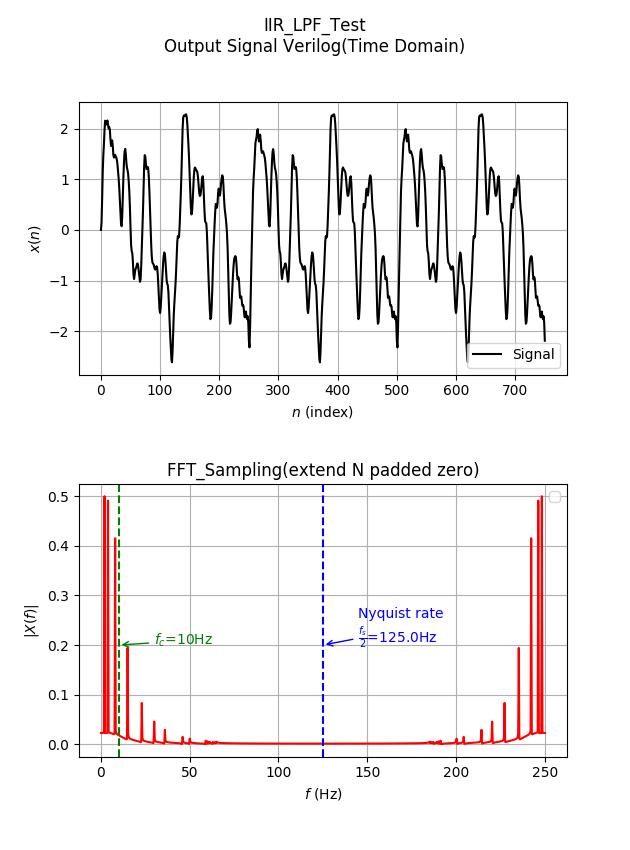 IIR_LPF_Test
Output Signal Verilog(Time Domain)
2
1
0
−1
−2
x(n)
0 100 200 300 400 500 600 700
n (index)
Signal
FFT_Sampling(extend N padded zero)
0.5
0.4
0.3
0.2
0.1
0.0
|X(f)|
f_c=10Hz
Nyquist rate
f_s/2=125.0Hz
0 50 100 150 200 250
f (Hz)